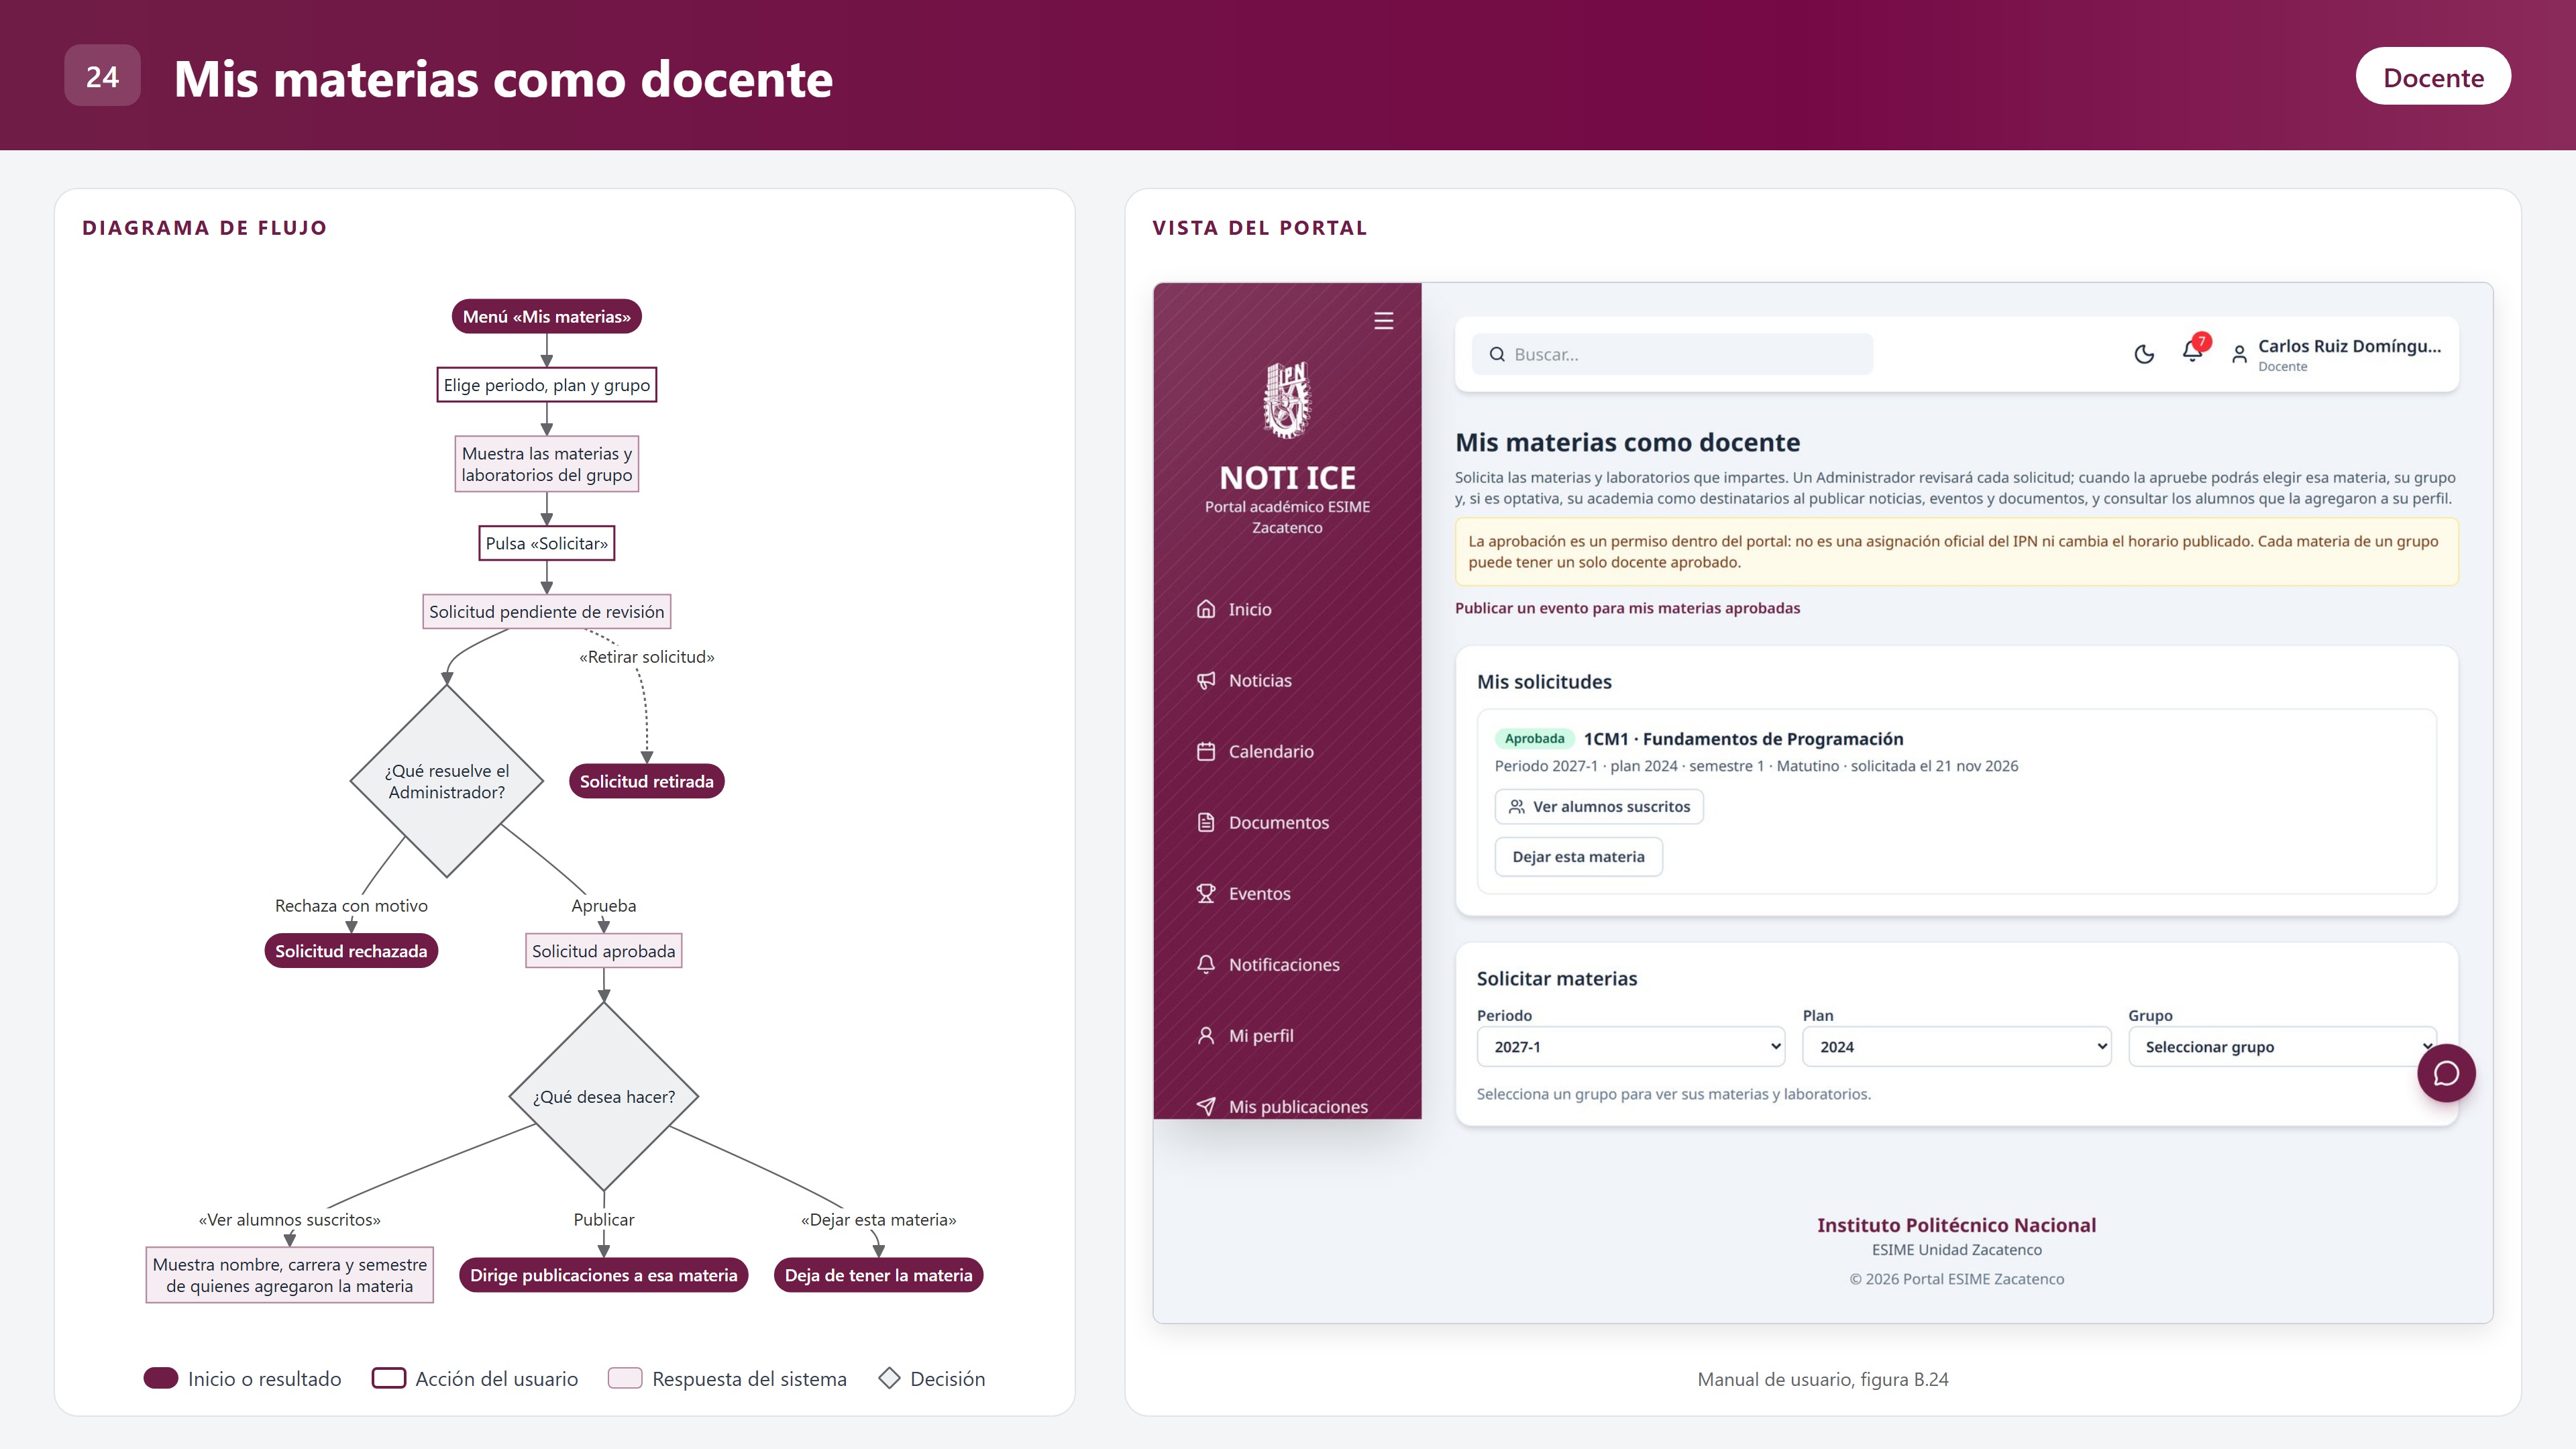 24
Mis materias como docente
Docente
DIAGRAMA DE FLUJO
Menú «Mis materias»
Elige periodo, plan y grupo
Muestra las materias y
laboratorios del grupo
Pulsa «Solicitar»
Solicitud pendiente de revisión
«Retirar solicitud»
¿Qué resuelve el
Administrador?
Solicitud retirada
Rechaza con motivo
Aprueba
Solicitud rechazada
Solicitud aprobada
¿Qué desea hacer?
«Ver alumnos suscritos»
Publicar
«Dejar esta materia»
Muestra nombre, carrera y semestre
de quienes agregaron la materia
Dirige publicaciones a esa materia
Deja de tener la materia
Inicio o resultado
Acción del usuario
Respuesta del sistema
Decisión
VISTA DEL PORTAL
IPN
NOTI ICE
Portal académico ESIME
Zacatenco
Inicio
Noticias
Calendario
Documentos
Eventos
Notificaciones
Mi perfil
Mis publicaciones
Buscar...
7
Carlos Ruiz Domíngu...
Docente
Mis materias como docente
Solicita las materias y laboratorios que impartes. Un Administrador revisará cada solicitud; cuando la apruebe podrás elegir esa materia, su grupo
y, si es optativa, su academia como destinatarios al publicar noticias, eventos y documentos, y consultar los alumnos que la agregaron a su perfil.
La aprobación es un permiso dentro del portal: no es una asignación oficial del IPN ni cambia el horario publicado. Cada materia de un grupo
puede tener un solo docente aprobado.
Publicar un evento para mis materias aprobadas
Mis solicitudes
Aprobada
1CM1 · Fundamentos de Programación
Periodo 2027-1 · plan 2024 · semestre 1 · Matutino · solicitada el 21 nov 2026
Ver alumnos suscritos
Dejar esta materia
Solicitar materias
Periodo
Plan
Grupo
2027-1
2024
Seleccionar grupo
Selecciona un grupo para ver sus materias y laboratorios.
Instituto Politécnico Nacional
ESIME Unidad Zacatenco
© 2026 Portal ESIME Zacatenco
Manual de usuario, figura B.24